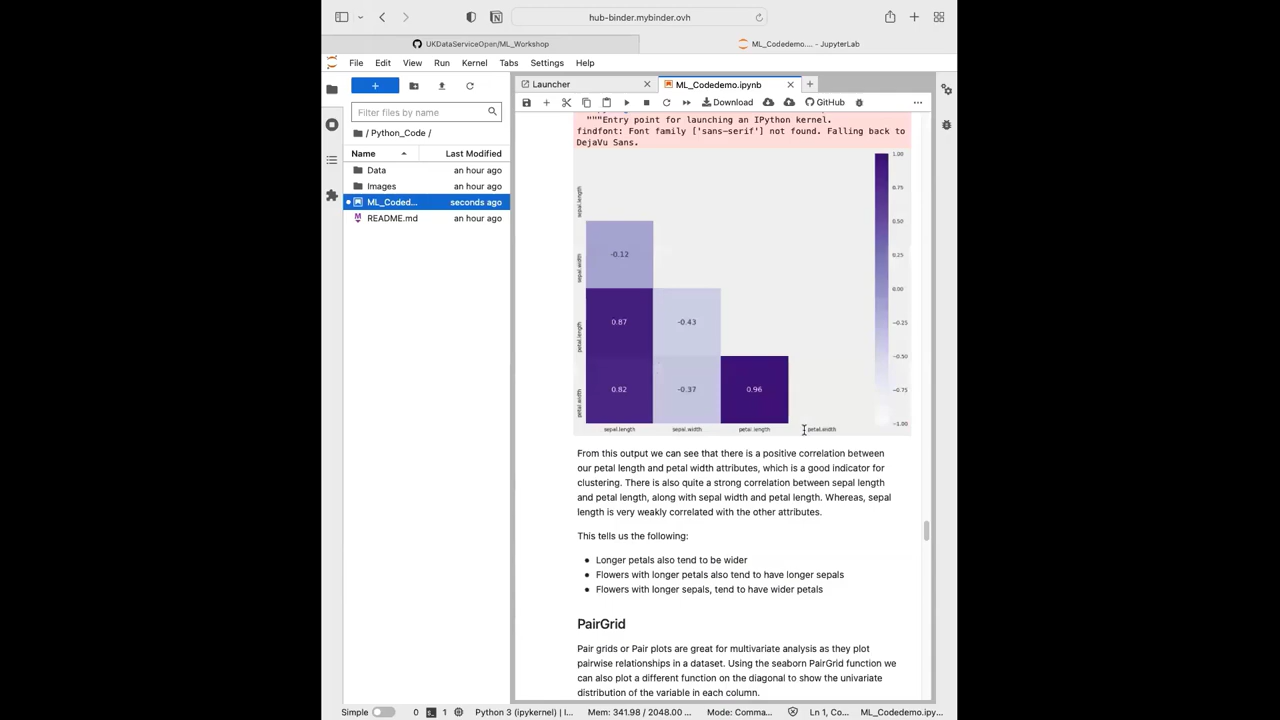 hub-binder.mybinder.ovh
UKDataServiceOpen/ML_Workshop
ML_Codedemo.... - JupyterLab
File Edit View Run Kernel Tabs Settings Help
Launcher
ML_Codedemo.ipynb
Download
GitHub
Filter files by name
/ Python_Code /
Name Last Modified
Data an hour ago
Images an hour ago
ML_Coded... seconds ago
README.md an hour ago
"""Entry point for launching an IPython kernel.
findfont: Font family ['sans-serif'] not found. Falling back to
DejaVu Sans.
sepal.length
sepal.width
petal.length
petal.width
-0.12
0.87 -0.43
0.82 -0.37 0.96
sepal.length sepal.width petal.length petal.width
1.00
0.75
0.50
0.25
0.00
−0.25
−0.50
−0.75
−1.00
From this output we can see that there is a positive correlation between
our petal length and petal width attributes, which is a good indicator for
clustering. There is also quite a strong correlation between sepal length
and petal length, along with sepal width and petal length. Whereas, sepal
length is very weakly correlated with the other attributes.
This tells us the following:
• Longer petals also tend to be wider
• Flowers with longer petals also tend to have longer sepals
• Flowers with longer sepals, tend to have wider petals
PairGrid
Pair grids or Pair plots are great for multivariate analysis as they plot
pairwise relationships in a dataset. Using the seaborn PairGrid function we
can also plot a different function on the diagonal to show the univariate
distribution of the variable in each column.
Simple 0 1 Python 3 (ipykernel) | I... Mem: 341.98 / 2048.00 ... Mode: Comma... Ln 1, Co... ML_Codedemo.ipy...